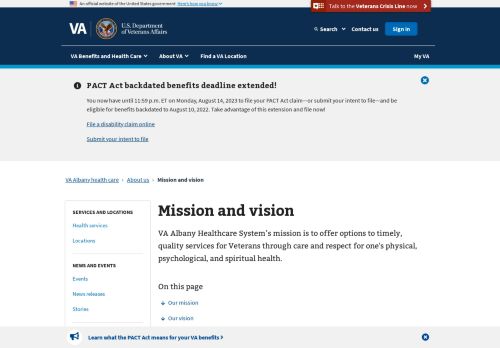 An official website of the United States government Here's how you know
Talk to the Veterans Crisis Line now
VA
U.S. Department
of Veterans Affairs
Search Contact us Sign in
VA Benefits and Health Care About VA Find a VA Location My VA
PACT Act backdated benefits deadline extended!
You now have until 11:59 p.m. ET on Monday, August 14, 2023 to file your PACT claim—or submit your intent to file—and be
eligible for benefits backdated to August 10, 2022. Take advantage of this extension and file now!
File a disability claim online
Submit your intent to file
VA Albany health care › About us › Mission and vision
SERVICES AND LOCATIONS
Health services
Locations
NEWS AND EVENTS
Events
News releases
Stories
Mission and vision
VA Albany Healthcare System's mission is to offer options to timely,
quality services for Veterans through care and respect for one's physical,
psychological, and spiritual health.
On this page
Our mission
Our vision
Learn what the PACT Act means for your VA benefits